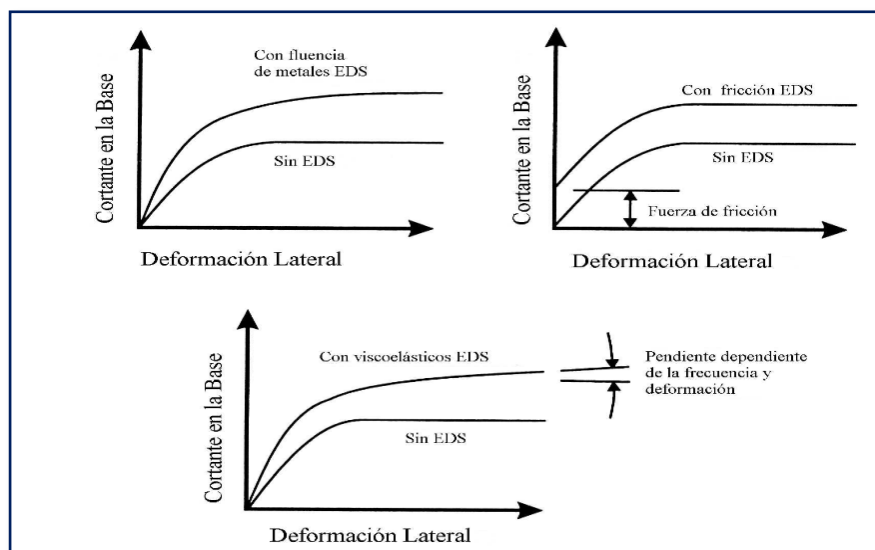 Cortante en la Base
Con fluencia
de metales EDS
Sin EDS
Deformación Lateral
Cortante en la Base
Con fricción EDS
Sin EDS
Fuerza de fricción
Deformación Lateral
Cortante en la Base
Con viscoelásticos EDS
Sin EDS
Pendiente dependiente
de la frecuencia y
deformación
Deformación Lateral